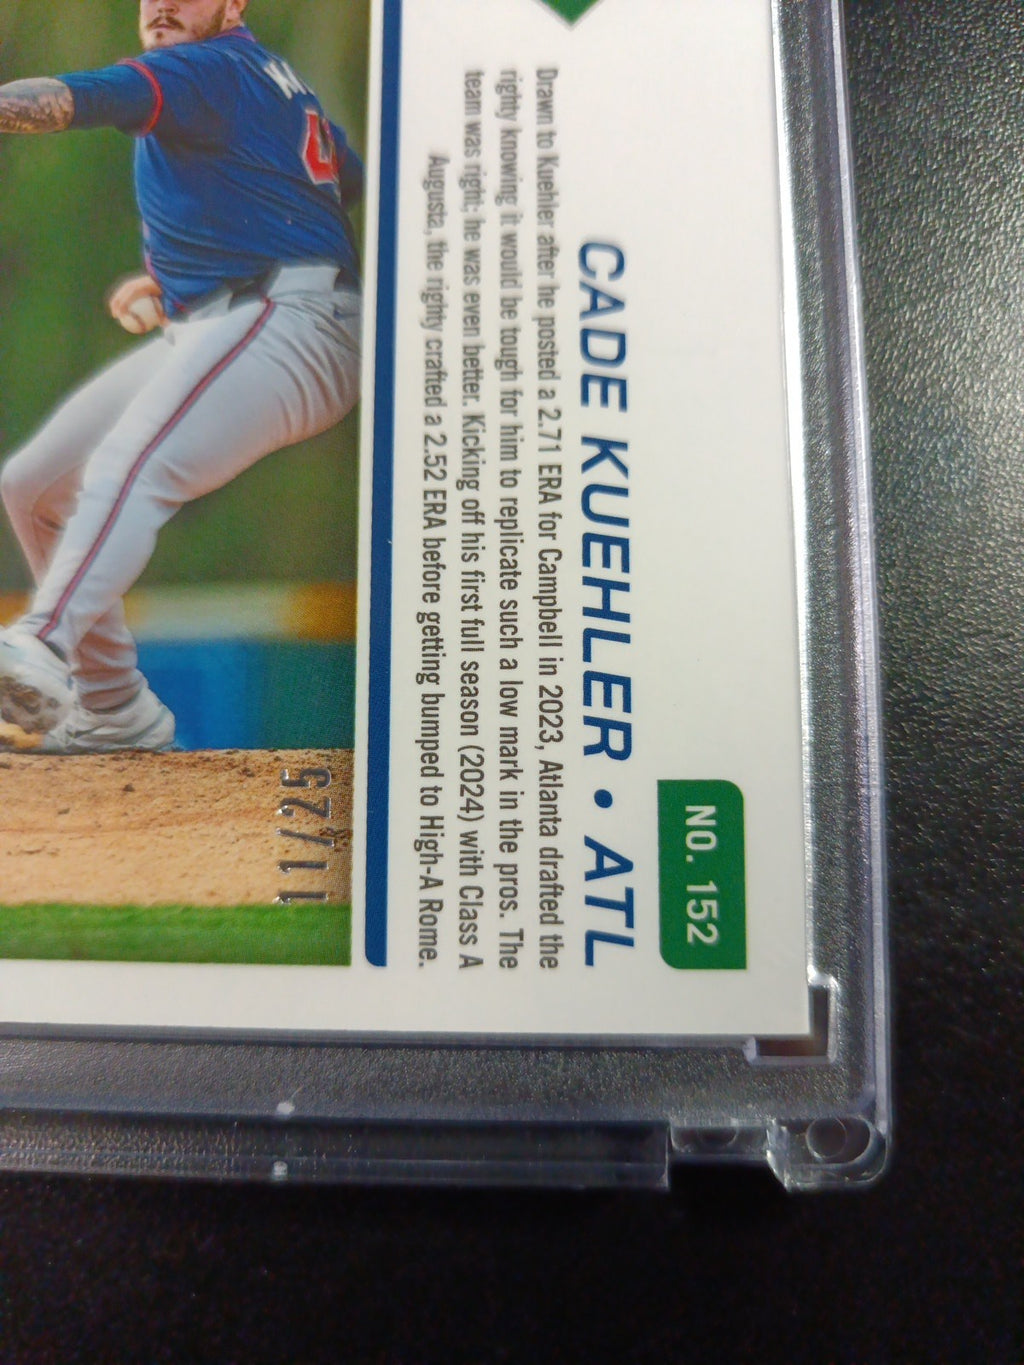 NO. 152
CADE KUEHLER • ATL
Drawn to Kuehler after he posted a 2.71 ERA for Campbell in 2023, Atlanta drafted the
righty knowing it would be tough for him to replicate such a low mark in the pros. The
team was right; he was even better. Kicking off his first full season (2024) with Class A
Augusta, the righty crafted a 2.52 ERA before getting bumped to High-A Rome.
11/25